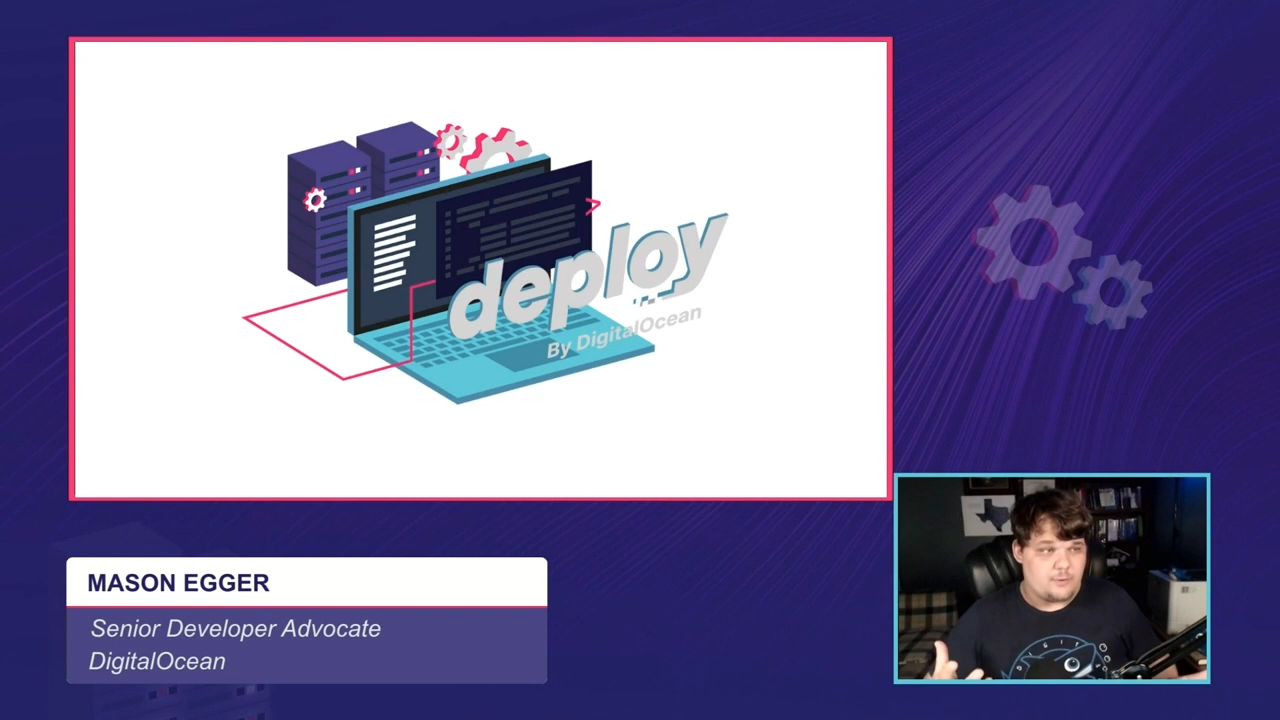 deploy
By DigitalOcean
MASON EGGER
Senior Developer Advocate
DigitalOcean